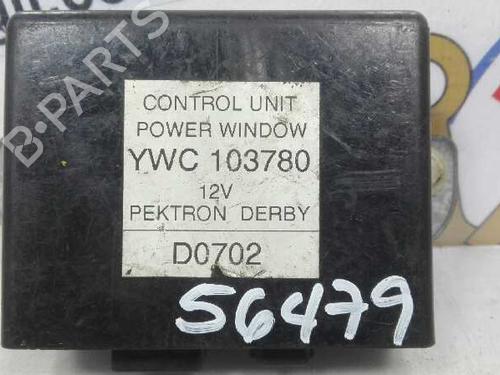 CONTROL UNIT
POWER WINDOW
YWC 103780
12V
PEKTRON DERBY
D0702
56479
B-PARTS